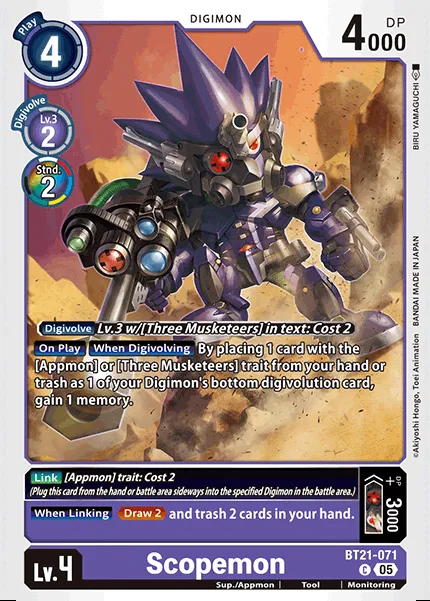 DIGIMON
Play
4
DP
4000
Digivolve
Lv.3
2
Stnd.
2
BIRU YAMAGUCHI
©Akiyoshi Hongo, Toei Animation BANDAI MADE IN JAPAN
Digivolve Lv.3 w/[Three Musketeers] in text: Cost 2
On Play When Digivolving By placing 1 card with the
[Appmon] or [Three Musketeers] trait from your hand or
trash as 1 of your Digimon's bottom digivolution card,
gain 1 memory.
Link [Appmon] trait: Cost 2
(Plug this card from the hand or battle area sideways into the specified Digimon in the battle area.)
When Linking Draw 2 and trash 2 cards in your hand.
DP
+3000
Lv.4
Scopemon
BT21-071
C 05
Sup./Appmon | Tool | Monitoring